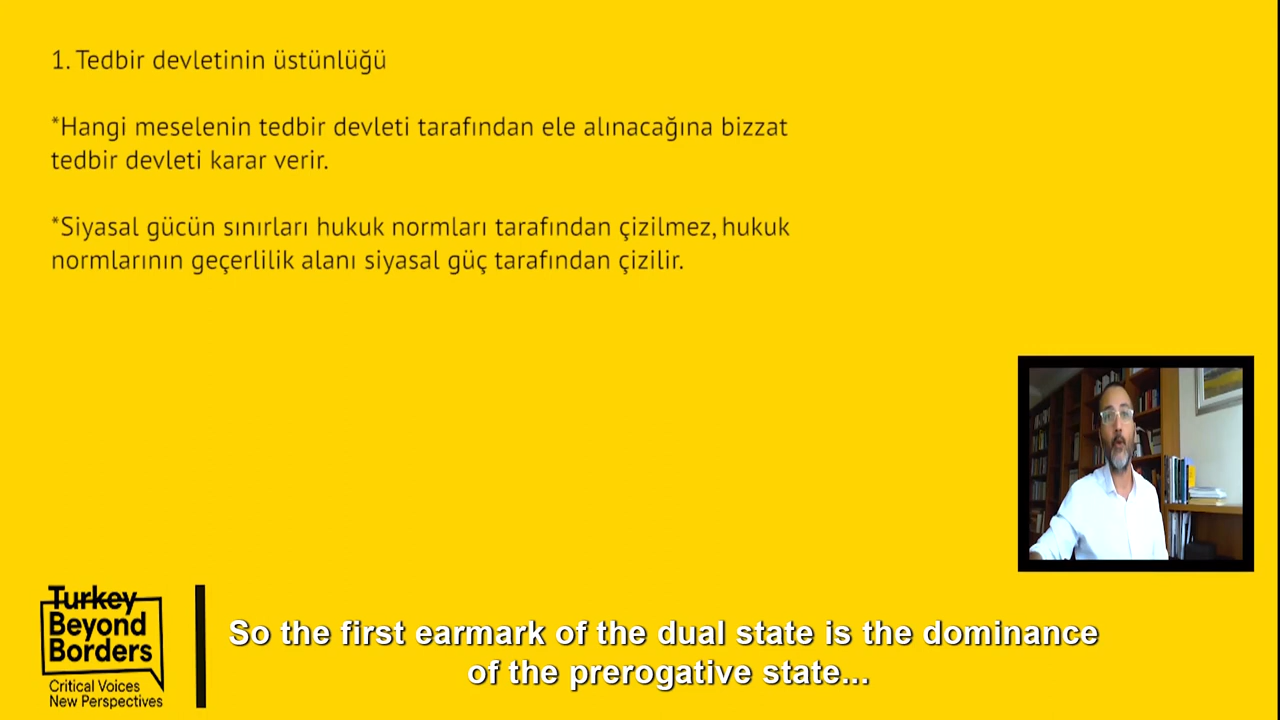 1. Tedbir devletinin üstünlüğü
*Hangi meselenin tedbir devleti tarafından ele alınacağına bizzat
tedbir devleti karar verir.
*Siyasal gücün sınırları hukuk normları tarafından çizilmez, hukuk
normlarının geçerlilik alanı siyasal güç tarafından çizilir.
Turkey
Beyond
Borders
Critical Voices
New Perspectives
So the first earmark of the dual state is the dominance
of the prerogative state...